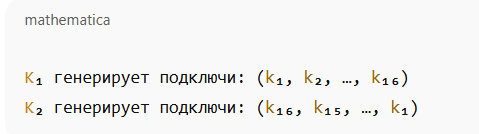 mathematica
K₁ генерирует подключи: (k₁, k₂, …, k₁₆)
K₂ генерирует подключи: (k₁₆, k₁₅, …, k₁)